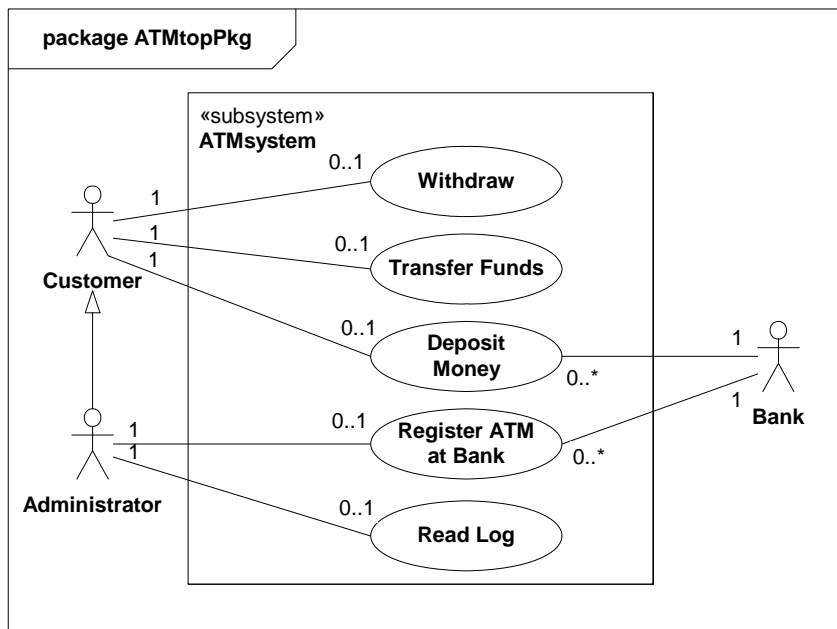 package ATMtopPkg
«subsystem»
ATMsystem
0..1
Withdraw
1
1
0..1
Transfer Funds
1
Customer
0..1
Deposit
Money
1
0..*
1
Bank
0..1
Register ATM
at Bank
1
1
0..*
Administrator
0..1
Read Log